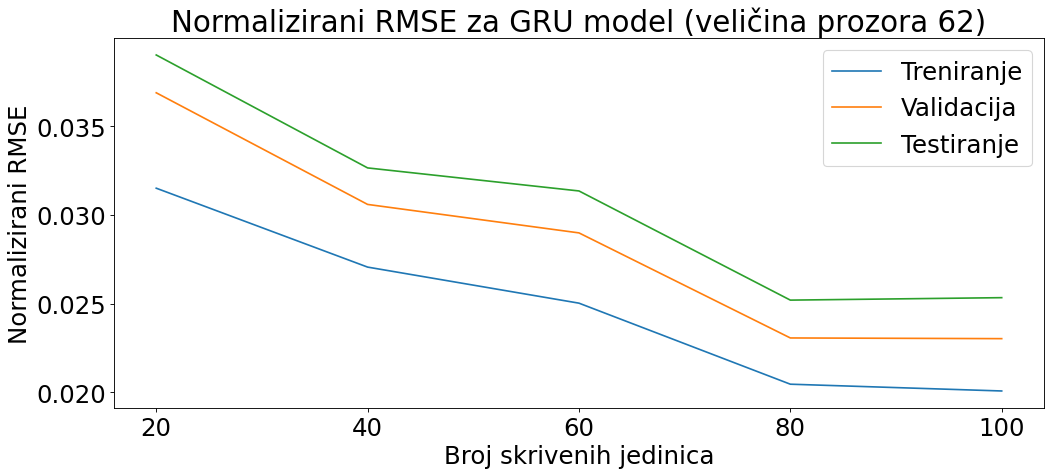 Normalizirani RMSE za GRU model (veličina prozora 62)
Treniranje
Validacija
Testiranje
Normalizirani RMSE
0.035
0.030
0.025
0.020
20 40 60 80 100
Broj skrivenih jedinica